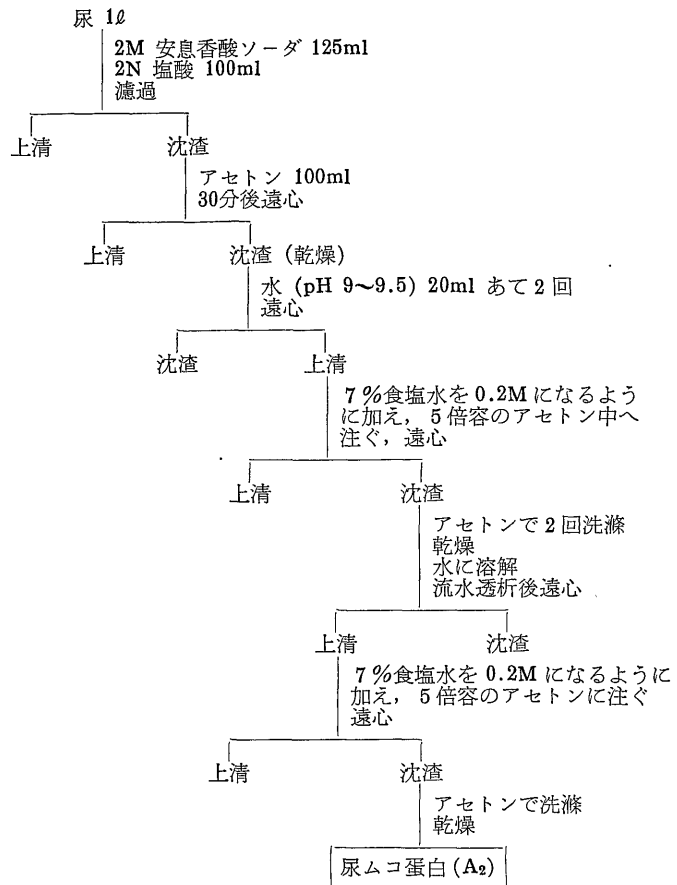 尿 1ℓ
2M 安息香酸ソーダ 125ml
2N 塩酸 100ml
濾過
上清 沈渣
アセトン 100ml
30分後遠心
上清 沈渣 (乾燥)
水 (pH 9～9.5) 20ml あて 2 回
遠心
沈渣 上清
7%食塩水を 0.2M になるよう
に加え, 5 倍容のアセトン中へ
注ぐ, 遠心
上清 沈渣
アセトンで 2 回洗滌
乾燥
水に溶解
流水透析後遠心
上清 沈渣
7%食塩水を 0.2M になるように
加え, 5 倍容のアセトンに注ぐ
遠心
上清 沈渣
アセトンで洗滌
乾燥
尿ムコ蛋白 (A₂)